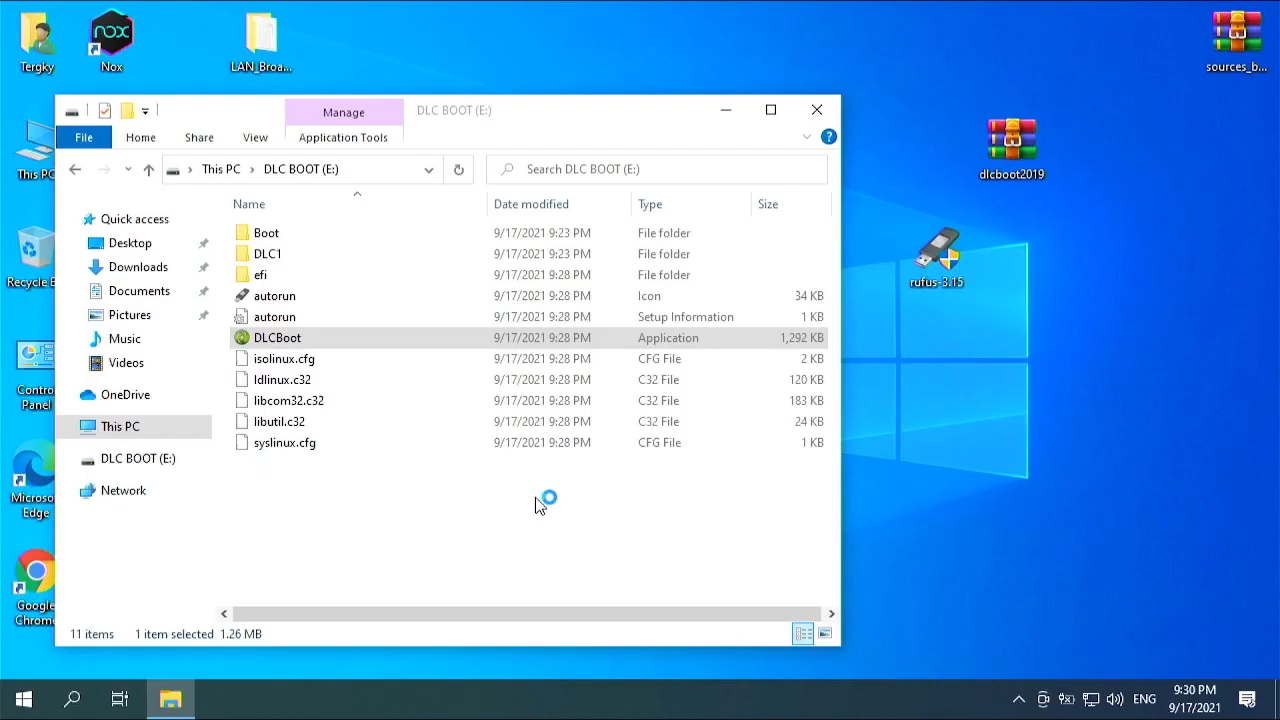 Tergky
nox
Nox
LAN_Broa...
sources_b...
Manage
DLC BOOT (E:)
File
Home
Share
View
Application Tools
This PC
DLC BOOT (E:)
Search DLC BOOT (E:)
dlcboot2019
This PC
Name
Date modified
Type
Size
Quick access
Desktop
Downloads
Documents
Pictures
Music
Videos
OneDrive
This PC
DLC BOOT (E:)
Network
Boot 9/17/2021 9:23 PM File folder
DLC1 9/17/2021 9:23 PM File folder
efi 9/17/2021 9:28 PM File folder
autorun 9/17/2021 9:28 PM Icon 34 KB
autorun 9/17/2021 9:28 PM Setup Information 1 KB
DLCBoot 9/17/2021 9:28 PM Application 1,292 KB
isolinux.cfg 9/17/2021 9:28 PM CFG File 2 KB
ldlinux.c32 9/17/2021 9:28 PM C32 File 120 KB
libcom32.c32 9/17/2021 9:28 PM C32 File 183 KB
libutil.c32 9/17/2021 9:28 PM C32 File 24 KB
syslinux.cfg 9/17/2021 9:28 PM CFG File 1 KB
rufus-3.15
Recycle
Control
Panel
Microso
Edge
Google
Chrome
11 items 1 item selected 1.26 MB
ENG
9:30 PM
9/17/2021